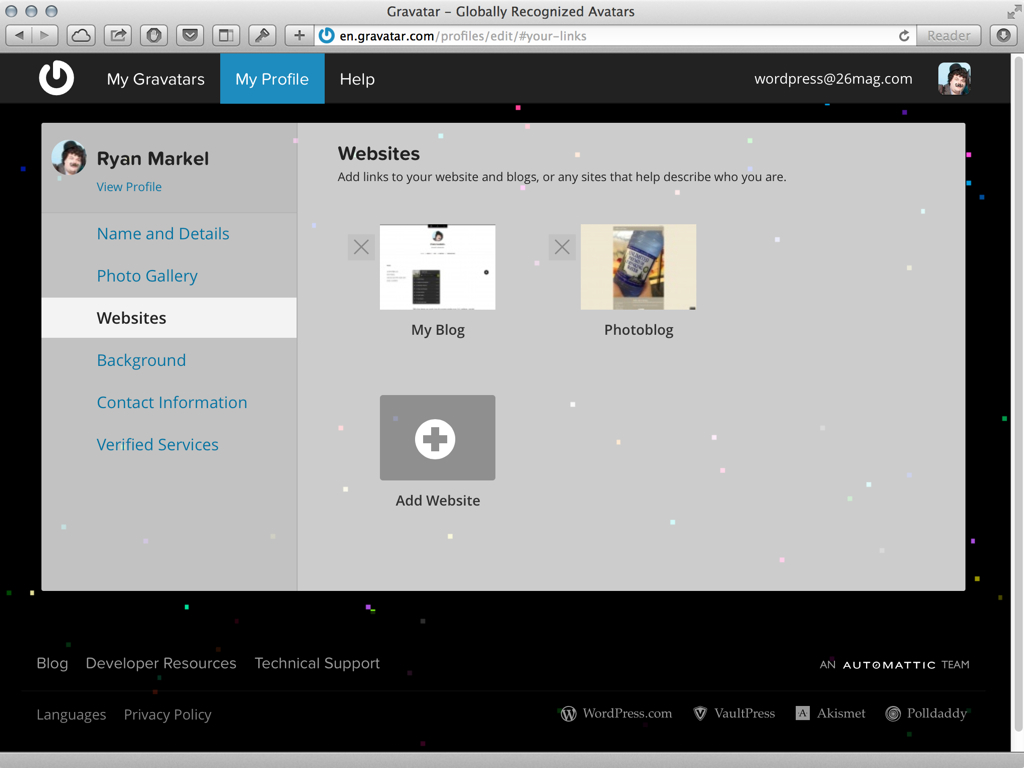 Gravatar – Globally Recognized Avatars
en.gravatar.com/profiles/edit/#your-links
Reader
My Gravatars
My Profile
Help
wordpress@26mag.com
Ryan Markel
View Profile
Name and Details
Photo Gallery
Websites
Background
Contact Information
Verified Services
Websites
Add links to your website and blogs, or any sites that help describe who you are.
My Blog
Photoblog
Add Website
Blog
Developer Resources
Technical Support
AN AUTOMATTIC TEAM
Languages
Privacy Policy
WordPress.com
VaultPress
A Akismet
Polldaddy